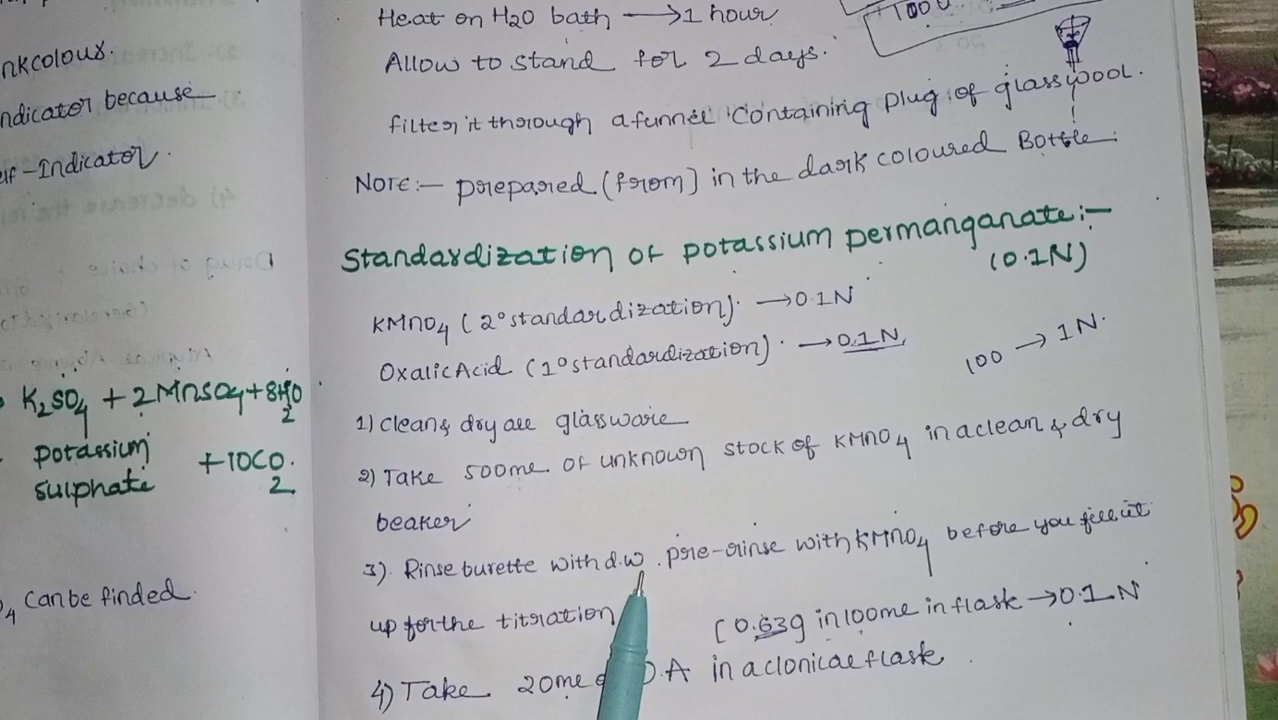 nkcolour.
ndicator because
elf-Indicator.
K2SO4 + 2MnSO4 + 8H2O
potassium
sulphate
+10CO2
4 Can be finded.
Heat on H2O bath → 1 hour
Allow to stand for 2 days.
filter it through a funnel Containing plug of glasswool.
NOTE:- prepared (from) in the dark coloured Bottle.
Standardization of potassium permanganate:-
(0.1N)
KMnO4 (2° standardization). → 0.1N
Oxalic Acid (1° standardization). → 0.1N
100 → 1N.
1) clean & dry all glassware
2) Take 500ml of unknown stock of KMnO4 in a clean & dry
beaker
3). Rinse burette with d.w. pre-rinse with KMnO4 before you fill it
up for the titration
[0.63g in 100ml in flask → 0.1N
4) Take 20ml O.A in a clonical flask